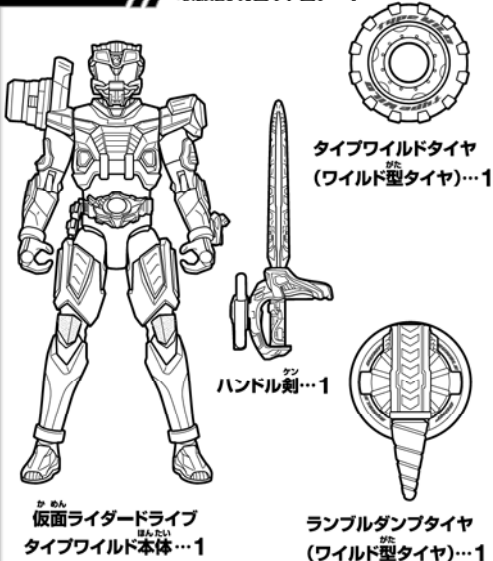 タイプワイルドタイヤ
（ワイルド型タイヤ）…1
ハンドル剣…1
仮面ライダードライブ
タイプワイルド本体…1
ランブルダンプタイヤ
（ワイルド型タイヤ）…1